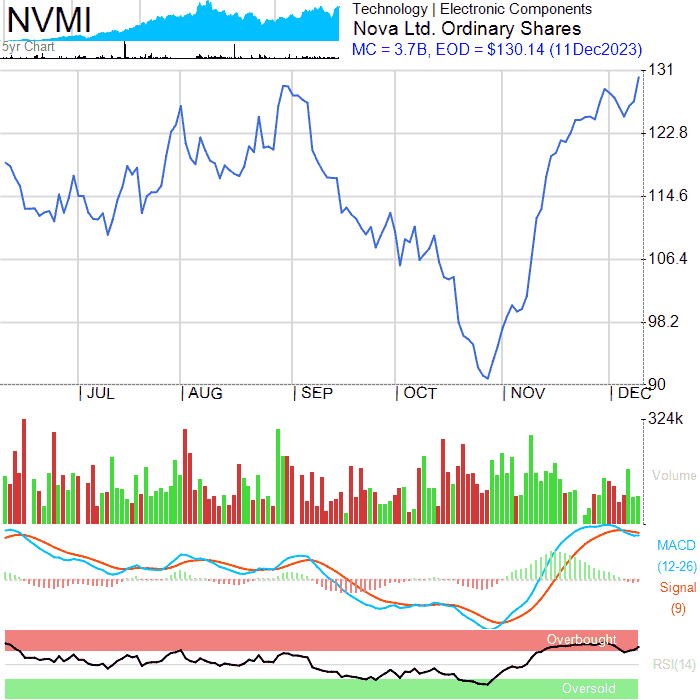 NVMI
5yr Chart
Technology | Electronic Components
Nova Ltd. Ordinary Shares
MC = 3.7B, EOD = $130.14 (11Dec2023)
131
122.8
114.6
106.4
98.2
90
| JUL | AUG | SEP | OCT | NOV | DEC
324k
Volume
MACD
(12-26)
Signal
(9)
Overbought
RSI(14)
Oversold